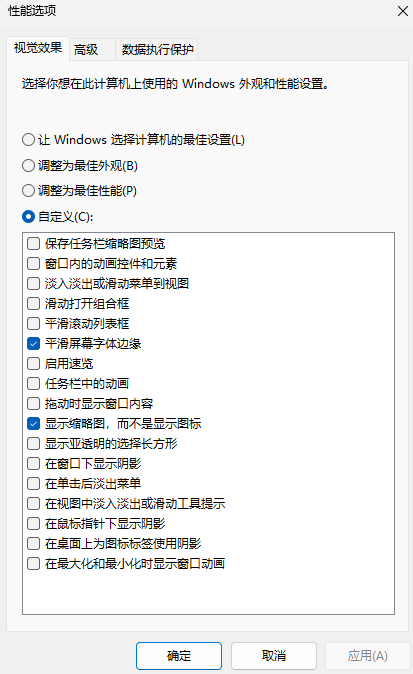 性能选项
视觉效果 高级 数据执行保护
选择你想在此计算机上使用的 Windows 外观和性能设置。
让 Windows 选择计算机的最佳设置(L)
调整为最佳外观(B)
调整为最佳性能(P)
自定义(C):
保存任务栏缩略图预览
窗口内的动画控件和元素
淡入淡出或滑动菜单到视图
滑动打开组合框
平滑滚动列表框
平滑屏幕字体边缘
启用速览
任务栏中的动画
拖动时显示窗口内容
显示缩略图，而不是显示图标
显示亚透明的选择长方形
在窗口下显示阴影
在单击后淡出菜单
在视图中淡入淡出或滑动工具提示
在鼠标指针下显示阴影
在桌面上为图标标签使用阴影
在最大化和最小化时显示窗口动画
确定 取消 应用(A)